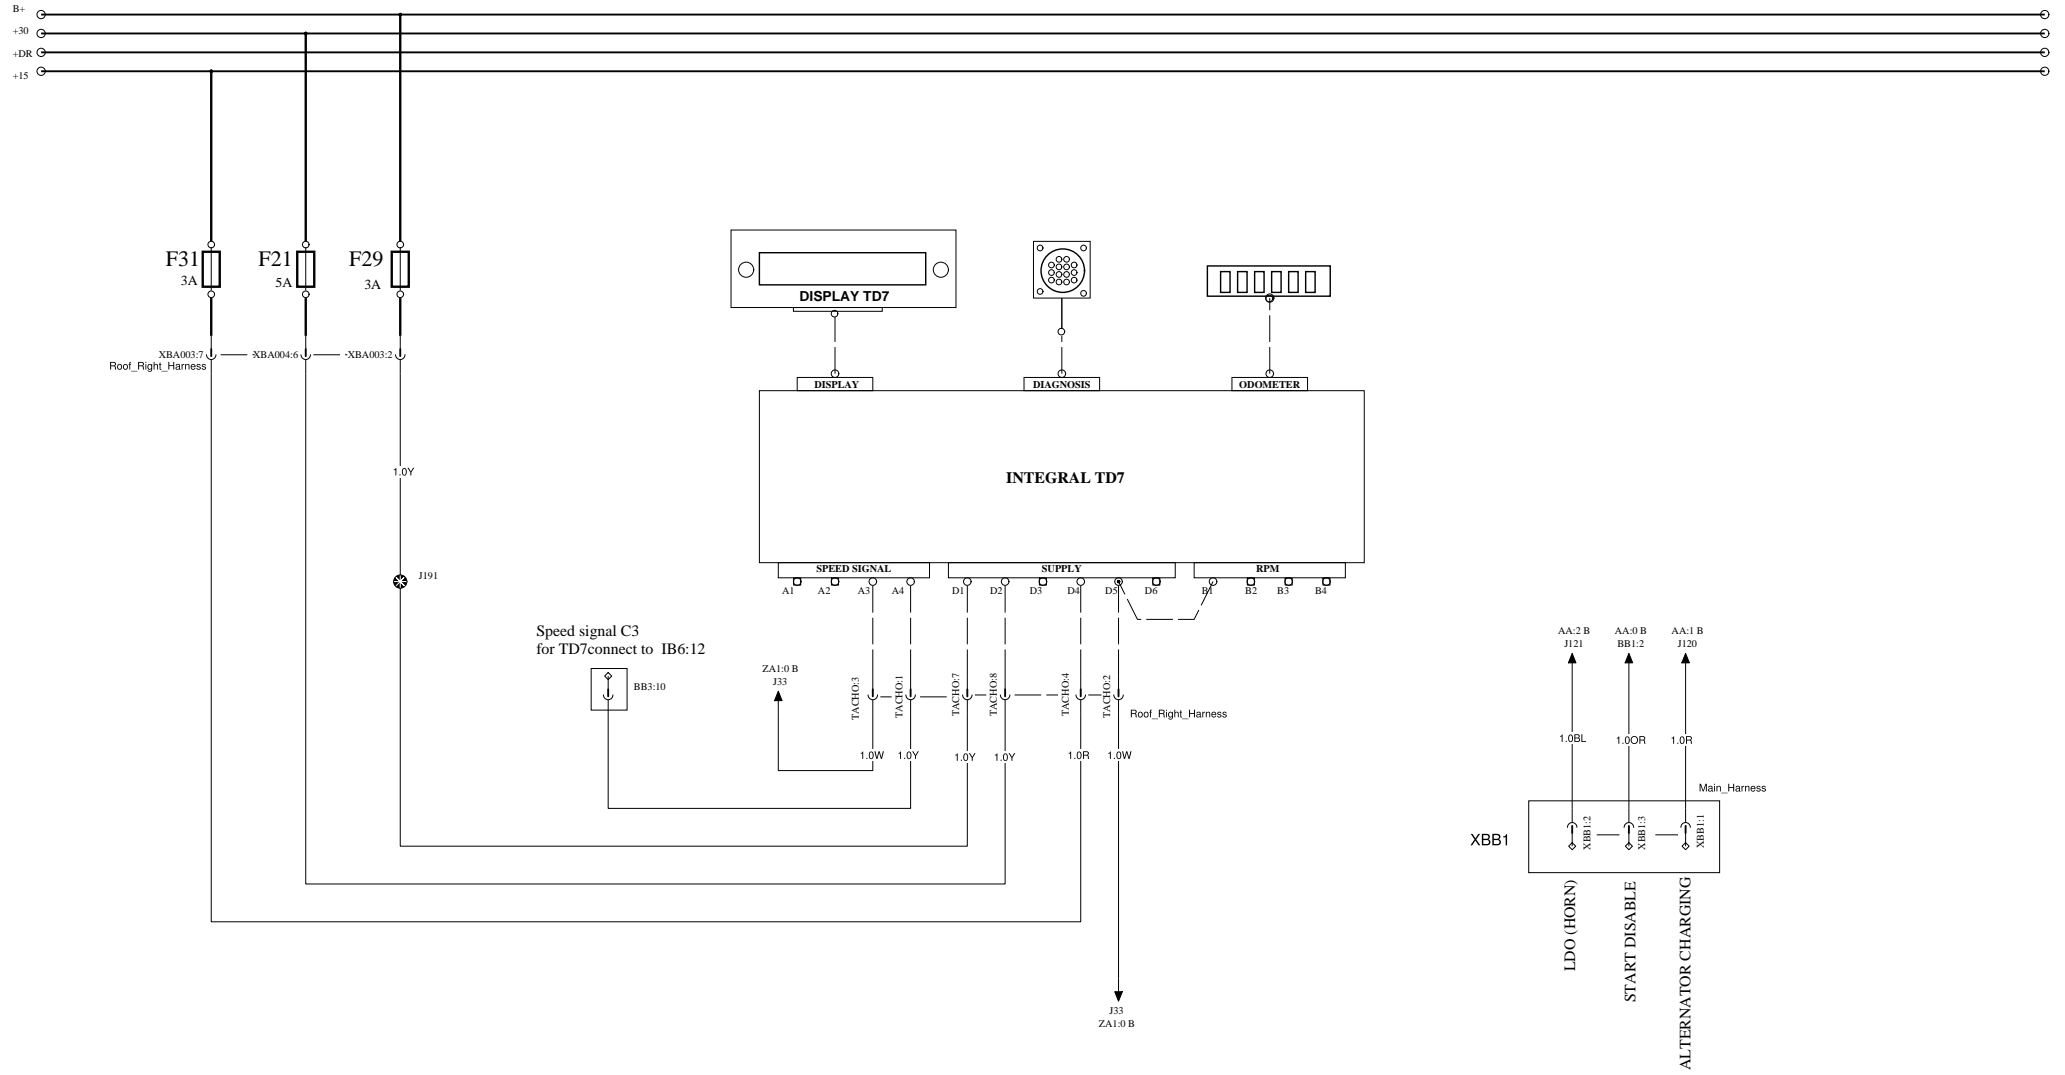 B+
+30
+DR
+15
F31
3A
F21
5A
F29
3A
DISPLAY TD7
XBA003:7
XBA004:6
XBA003:2
Roof_Right_Harness
DISPLAY
DIAGNOSIS
ODOMETER
1.0Y
INTEGRAL TD7
J191
SPEED SIGNAL
SUPPLY
RPM
A1
A2
A3
A4
D1
D2
D3
D4
D5
D6
B1
B2
B3
B4
Speed signal C3
for TD7connect to IB6:12
BB3:10
ZA1:0 B
J33
TACHO:3
TACHO:1
TACHO:7
TACHO:8
TACHO:4
TACHO:2
Roof_Right_Harness
1.0W
1.0Y
1.0Y
1.0Y
1.0R
1.0W
J33
ZA1:0 B
AA:2 B
J121
AA:0 B
BB1:2
AA:1 B
J120
1.0BL
1.0OR
1.0R
Main_Harness
XBB1
XBB1:2
XBB1:3
XBB1:1
LDO (HORN)
START DISABLE
ALTERNATOR CHARGING